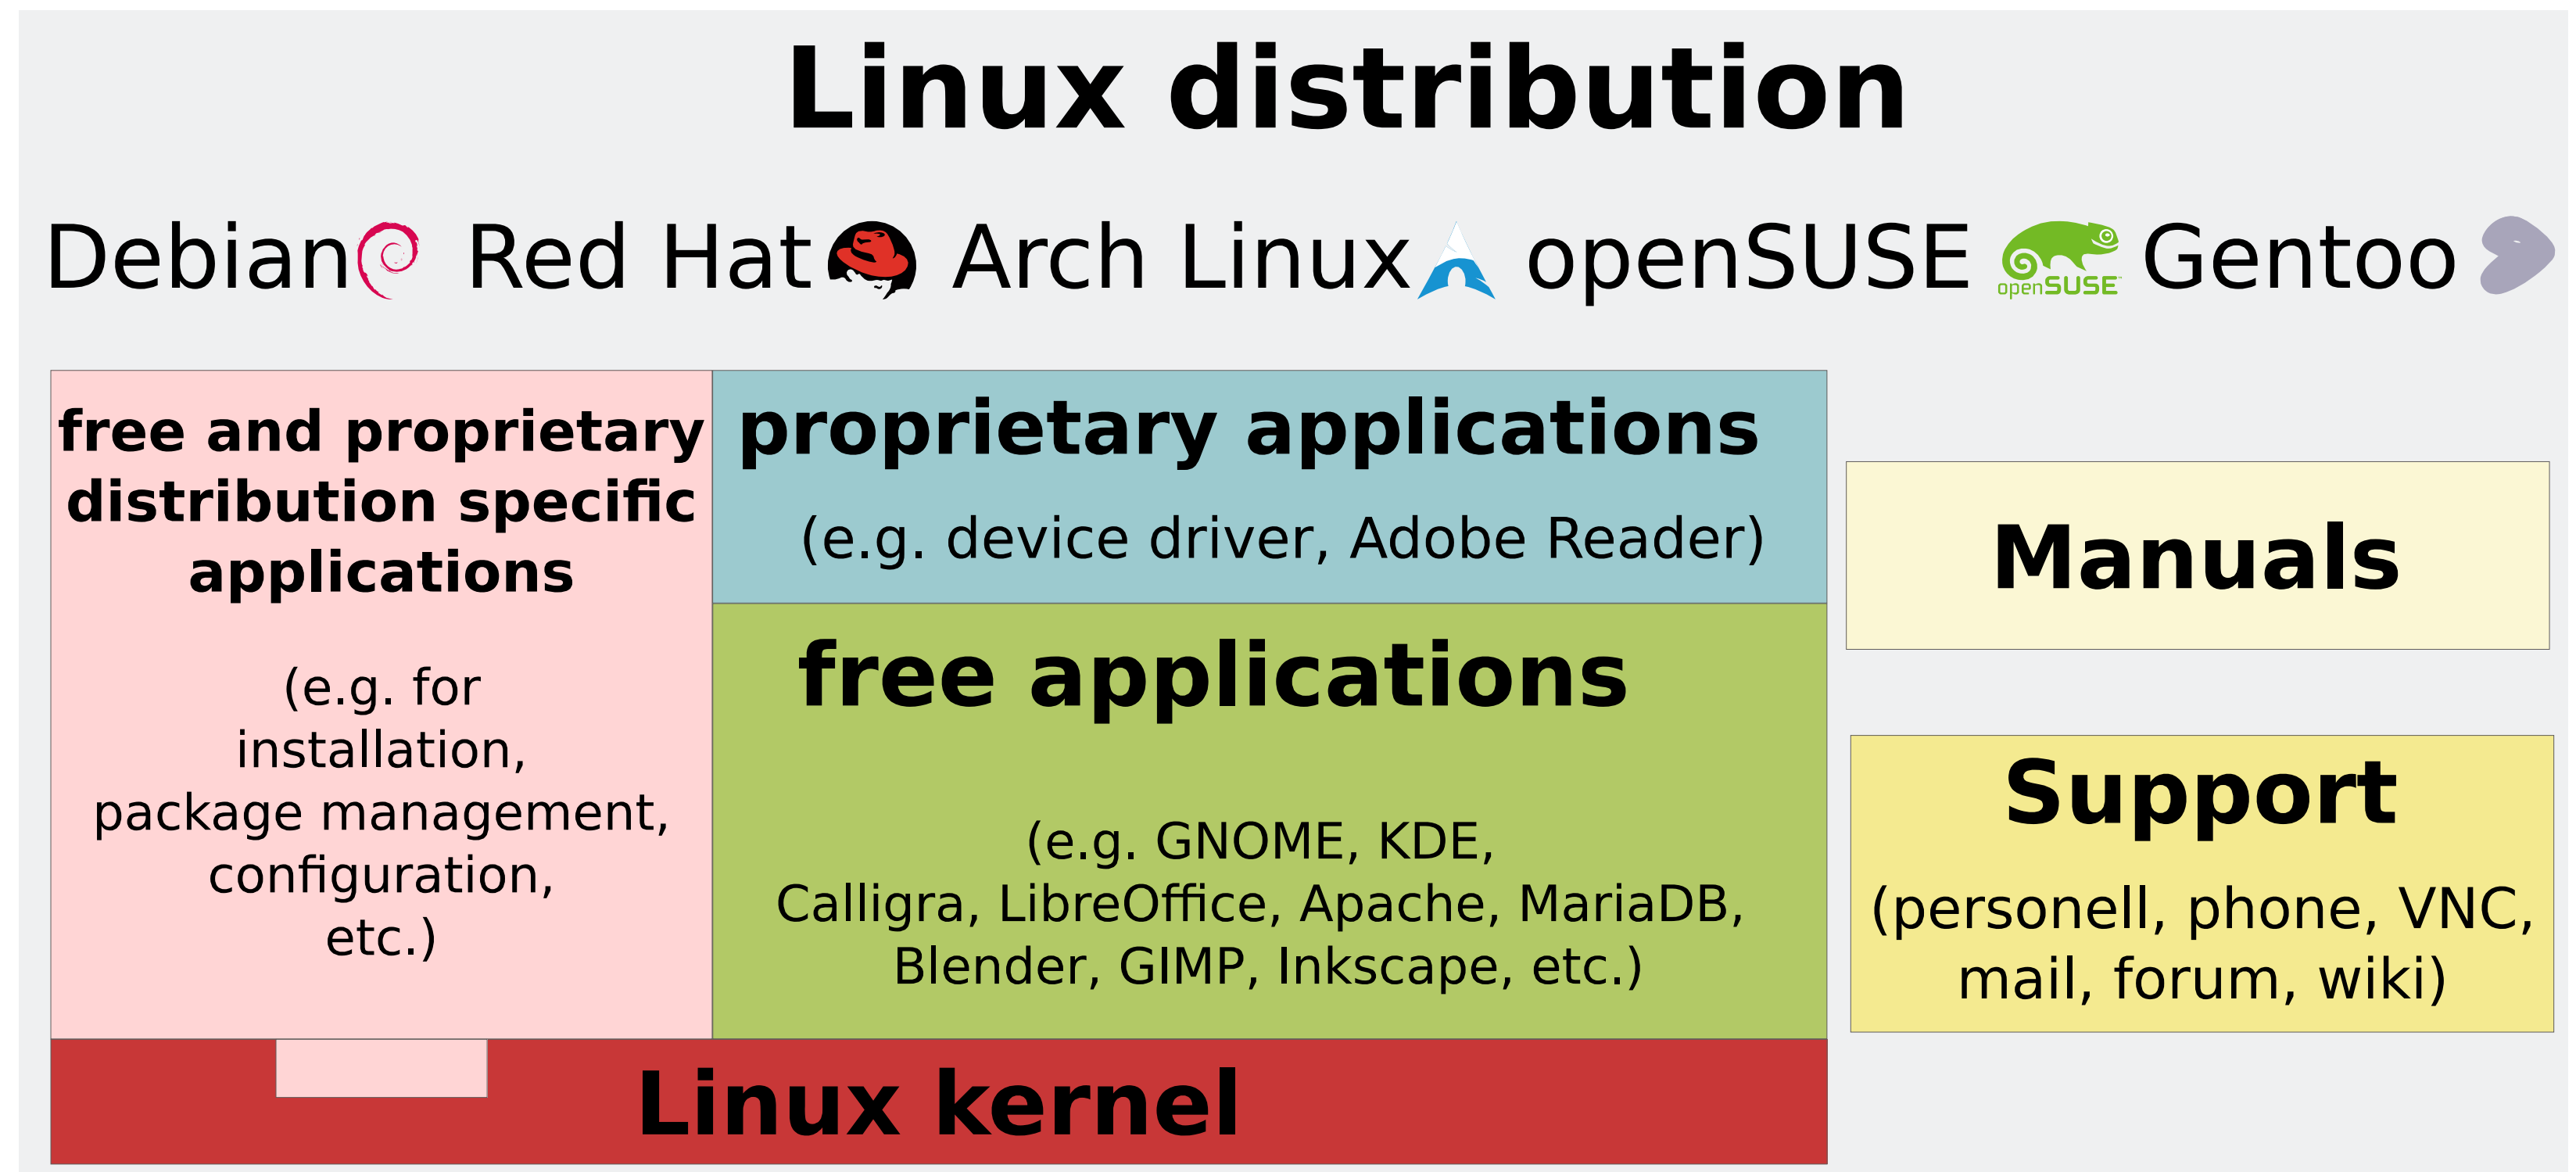 Linux distribution
Debian Red Hat Arch Linux openSUSE openSUSE Gentoo
free and proprietary
distribution specific
applications
(e.g. for
installation,
package management,
configuration,
etc.)
proprietary applications
(e.g. device driver, Adobe Reader)
free applications
(e.g. GNOME, KDE,
Calligra, LibreOffice, Apache, MariaDB,
Blender, GIMP, Inkscape, etc.)
Manuals
Support
(personell, phone, VNC,
mail, forum, wiki)
Linux kernel